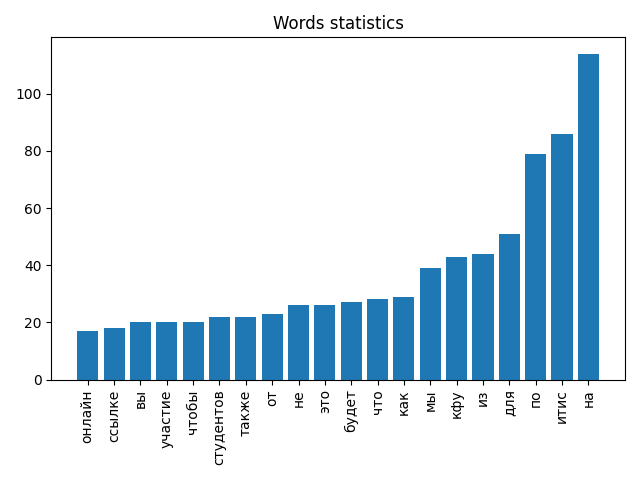 Words statistics
100
80
60
40
20
0
онлайн
ссылке
вы
участие
чтобы
студентов
также
от
не
это
будет
что
как
мы
кфу
из
для
по
итис
на